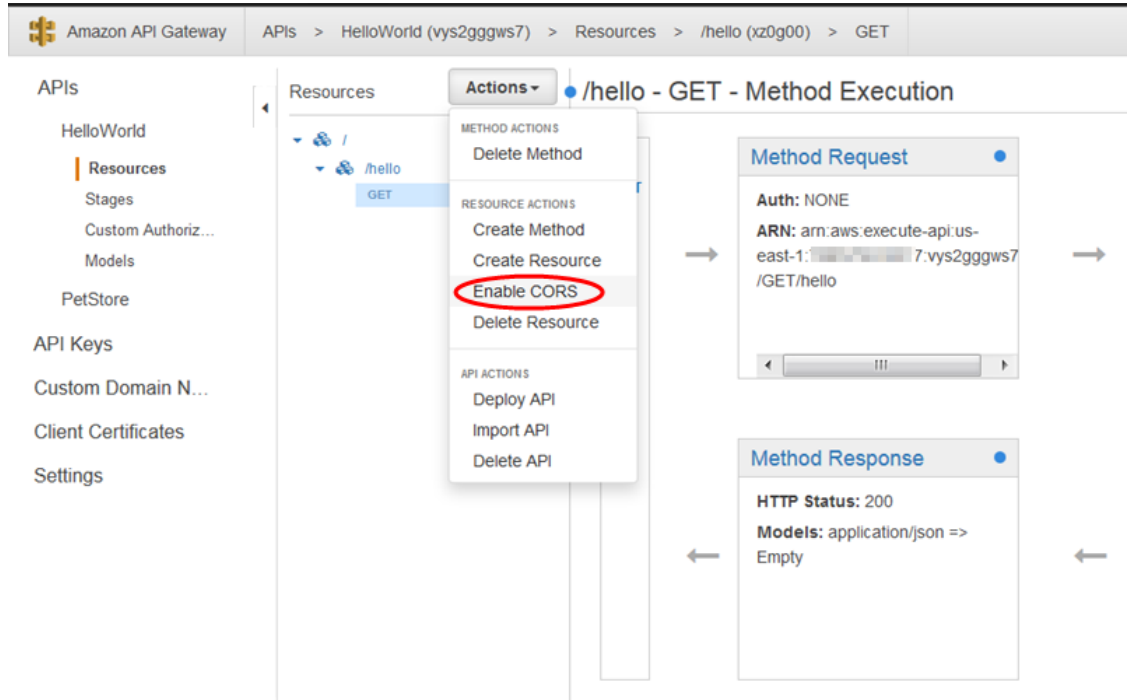 Amazon API Gateway APIs > HelloWorld (vys2gggws7) > Resources > /hello (xz0g00) > GET
APIs
HelloWorld
Resources
Stages
Custom Authoriz...
Models
PetStore
API Keys
Custom Domain N...
Client Certificates
Settings
Resources
/
/hello
GET
Actions
METHOD ACTIONS
Delete Method
RESOURCE ACTIONS
Create Method
Create Resource
Enable CORS
Delete Resource
API ACTIONS
Deploy API
Import API
Delete API
/hello - GET - Method Execution
Method Request
Auth: NONE
ARN: arn:aws:execute-api:us-
east-1: 7:vys2gggws7
/GET/hello
Method Response
HTTP Status: 200
Models: application/json =>
Empty